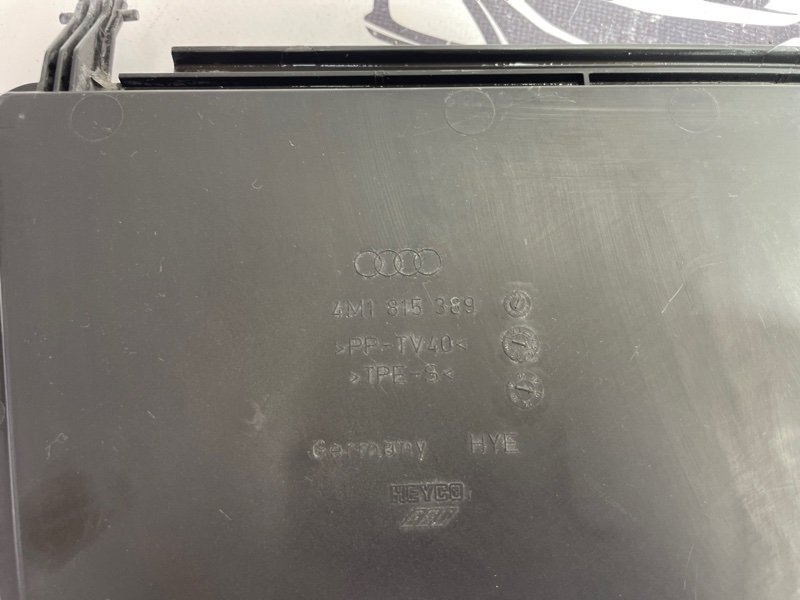 4M1 815 389
>PP-TV40<
>TPE-S<
Germany HYE
HEYCO